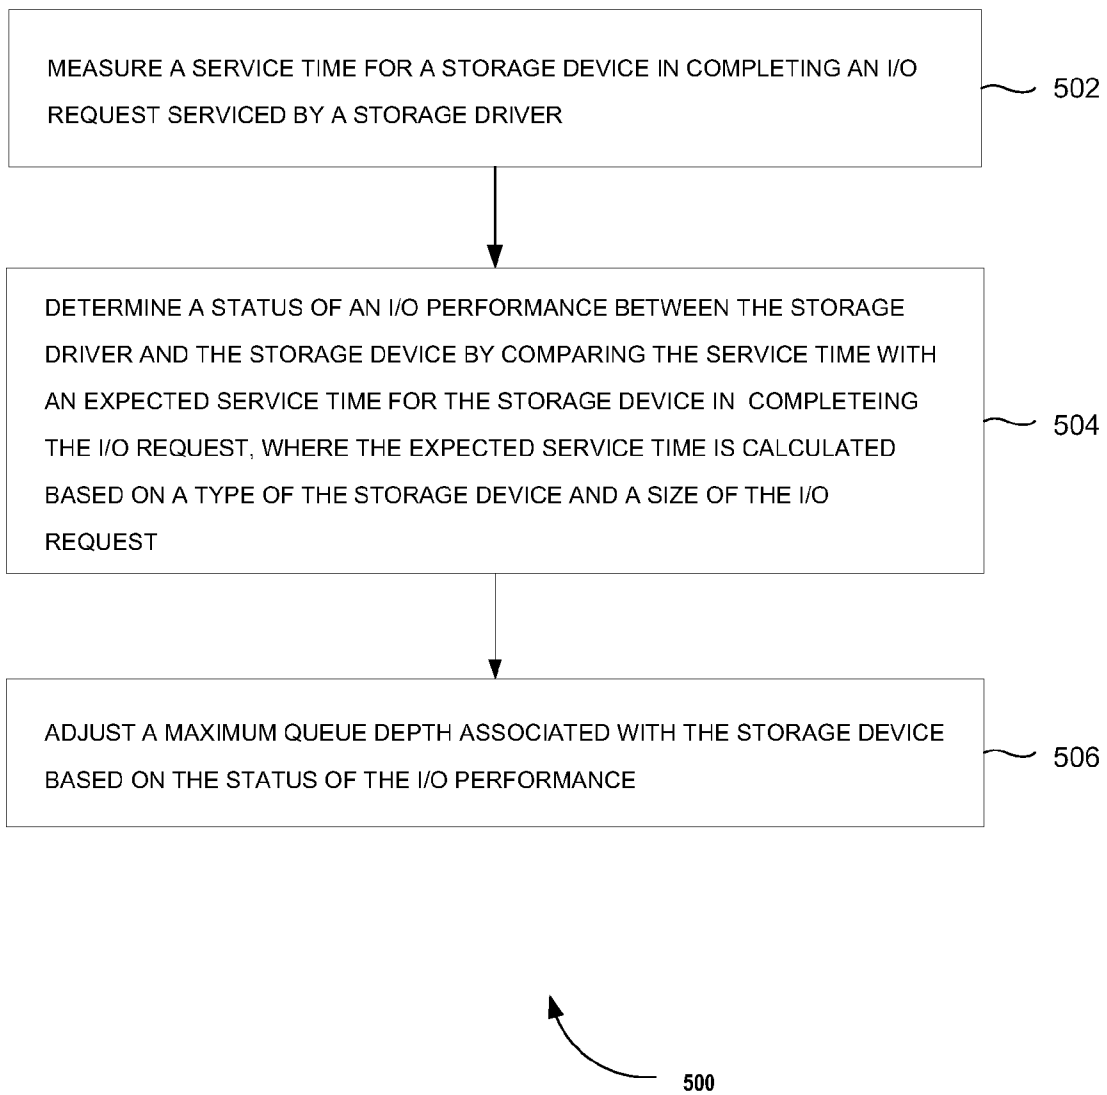 MEASURE A SERVICE TIME FOR A STORAGE DEVICE IN COMPLETING AN I/O
REQUEST SERVICED BY A STORAGE DRIVER
502
DETERMINE A STATUS OF AN I/O PERFORMANCE BETWEEN THE STORAGE
DRIVER AND THE STORAGE DEVICE BY COMPARING THE SERVICE TIME WITH
AN EXPECTED SERVICE TIME FOR THE STORAGE DEVICE IN COMPLETEING
THE I/O REQUEST, WHERE THE EXPECTED SERVICE TIME IS CALCULATED
BASED ON A TYPE OF THE STORAGE DEVICE AND A SIZE OF THE I/O
REQUEST
504
ADJUST A MAXIMUM QUEUE DEPTH ASSOCIATED WITH THE STORAGE DEVICE
BASED ON THE STATUS OF THE I/O PERFORMANCE
506
500